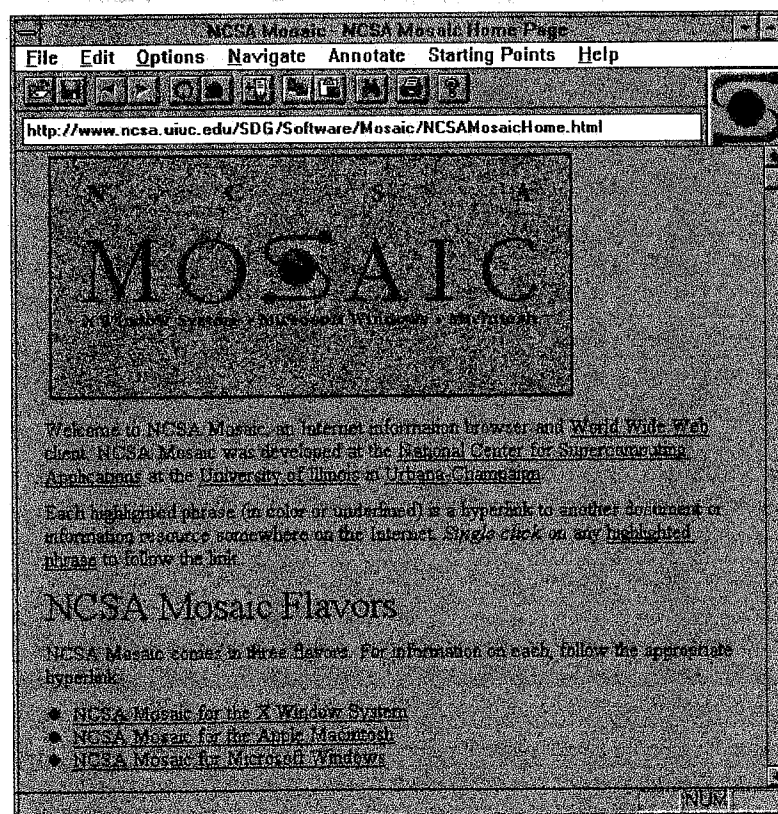 NCSA Mosaic - NCSA Mosaic Home Page
File Edit Options Navigate Annotate Starting Points Help
http://www.ncsa.uiuc.edu/SDG/Software/Mosaic/NCSAMosaicHome.html
N C S A
MOSAIC
X Window System • Microsoft Windows • Macintosh
Welcome to NCSA Mosaic, an Internet information browser and World Wide Web
client. NCSA Mosaic was developed at the National Center for Supercomputing
Applications at the University of Illinois in Urbana-Champaign.
Each highlighted phrase (in color or underlined) is a hyperlink to another document or
information resource somewhere on the Internet. Single click on any highlighted
phrase to follow the link.
NCSA Mosaic Flavors
NCSA Mosaic comes in three flavors. For information on each, follow the appropriate
hyperlink.
• NCSA Mosaic for the X Window System
• NCSA Mosaic for the Apple Macintosh
• NCSA Mosaic for Microsoft Windows
NUM